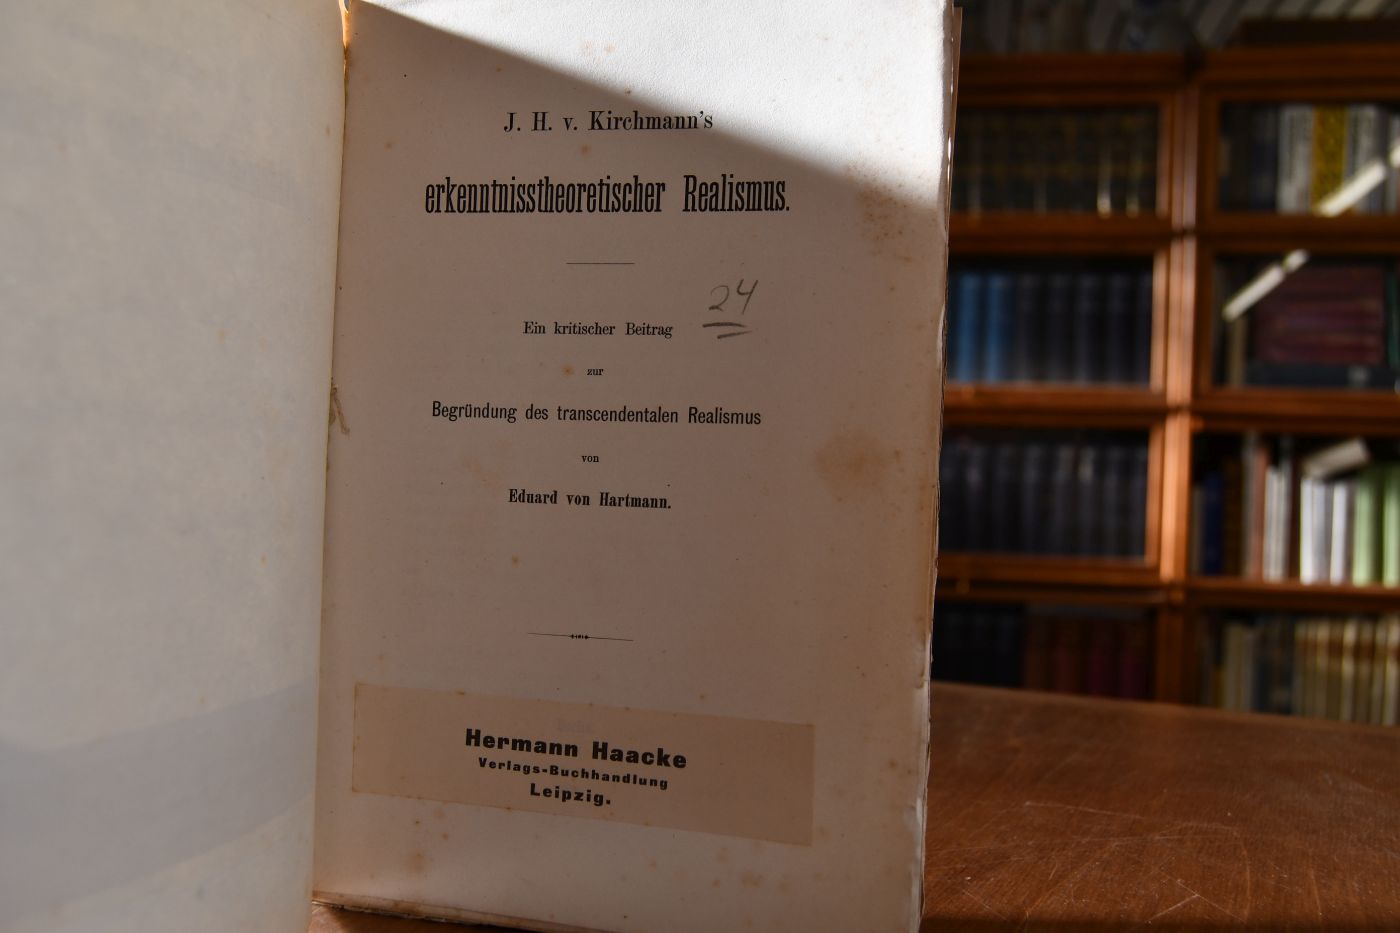 J. H. v. Kirchmann's
erkenntnisstheoretischer Realismus.
24
Ein kritischer Beitrag
zur
Begründung des transcendentalen Realismus
von
Eduard von Hartmann.
Hermann Haacke
Verlags-Buchhandlung
Leipzig.